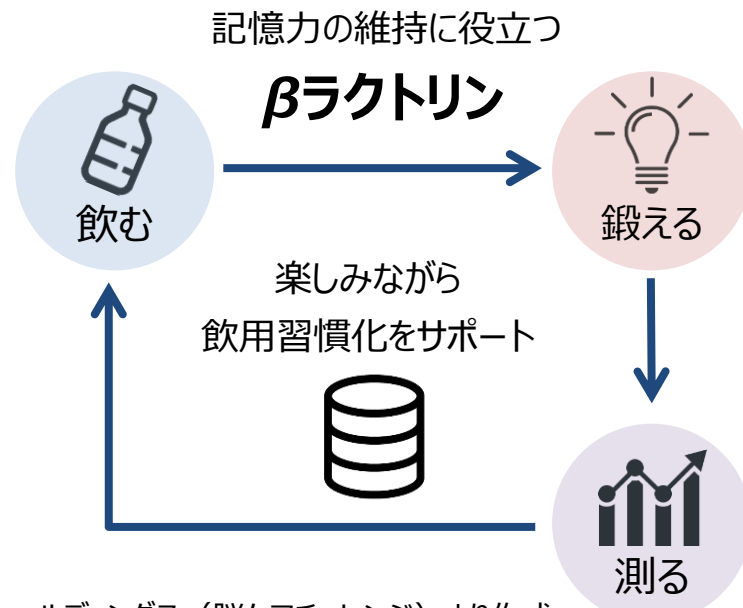 記憶力の維持に役立つ
βラクトリン
飲む
鍛える
楽しみながら
飲用習慣化をサポート
測る